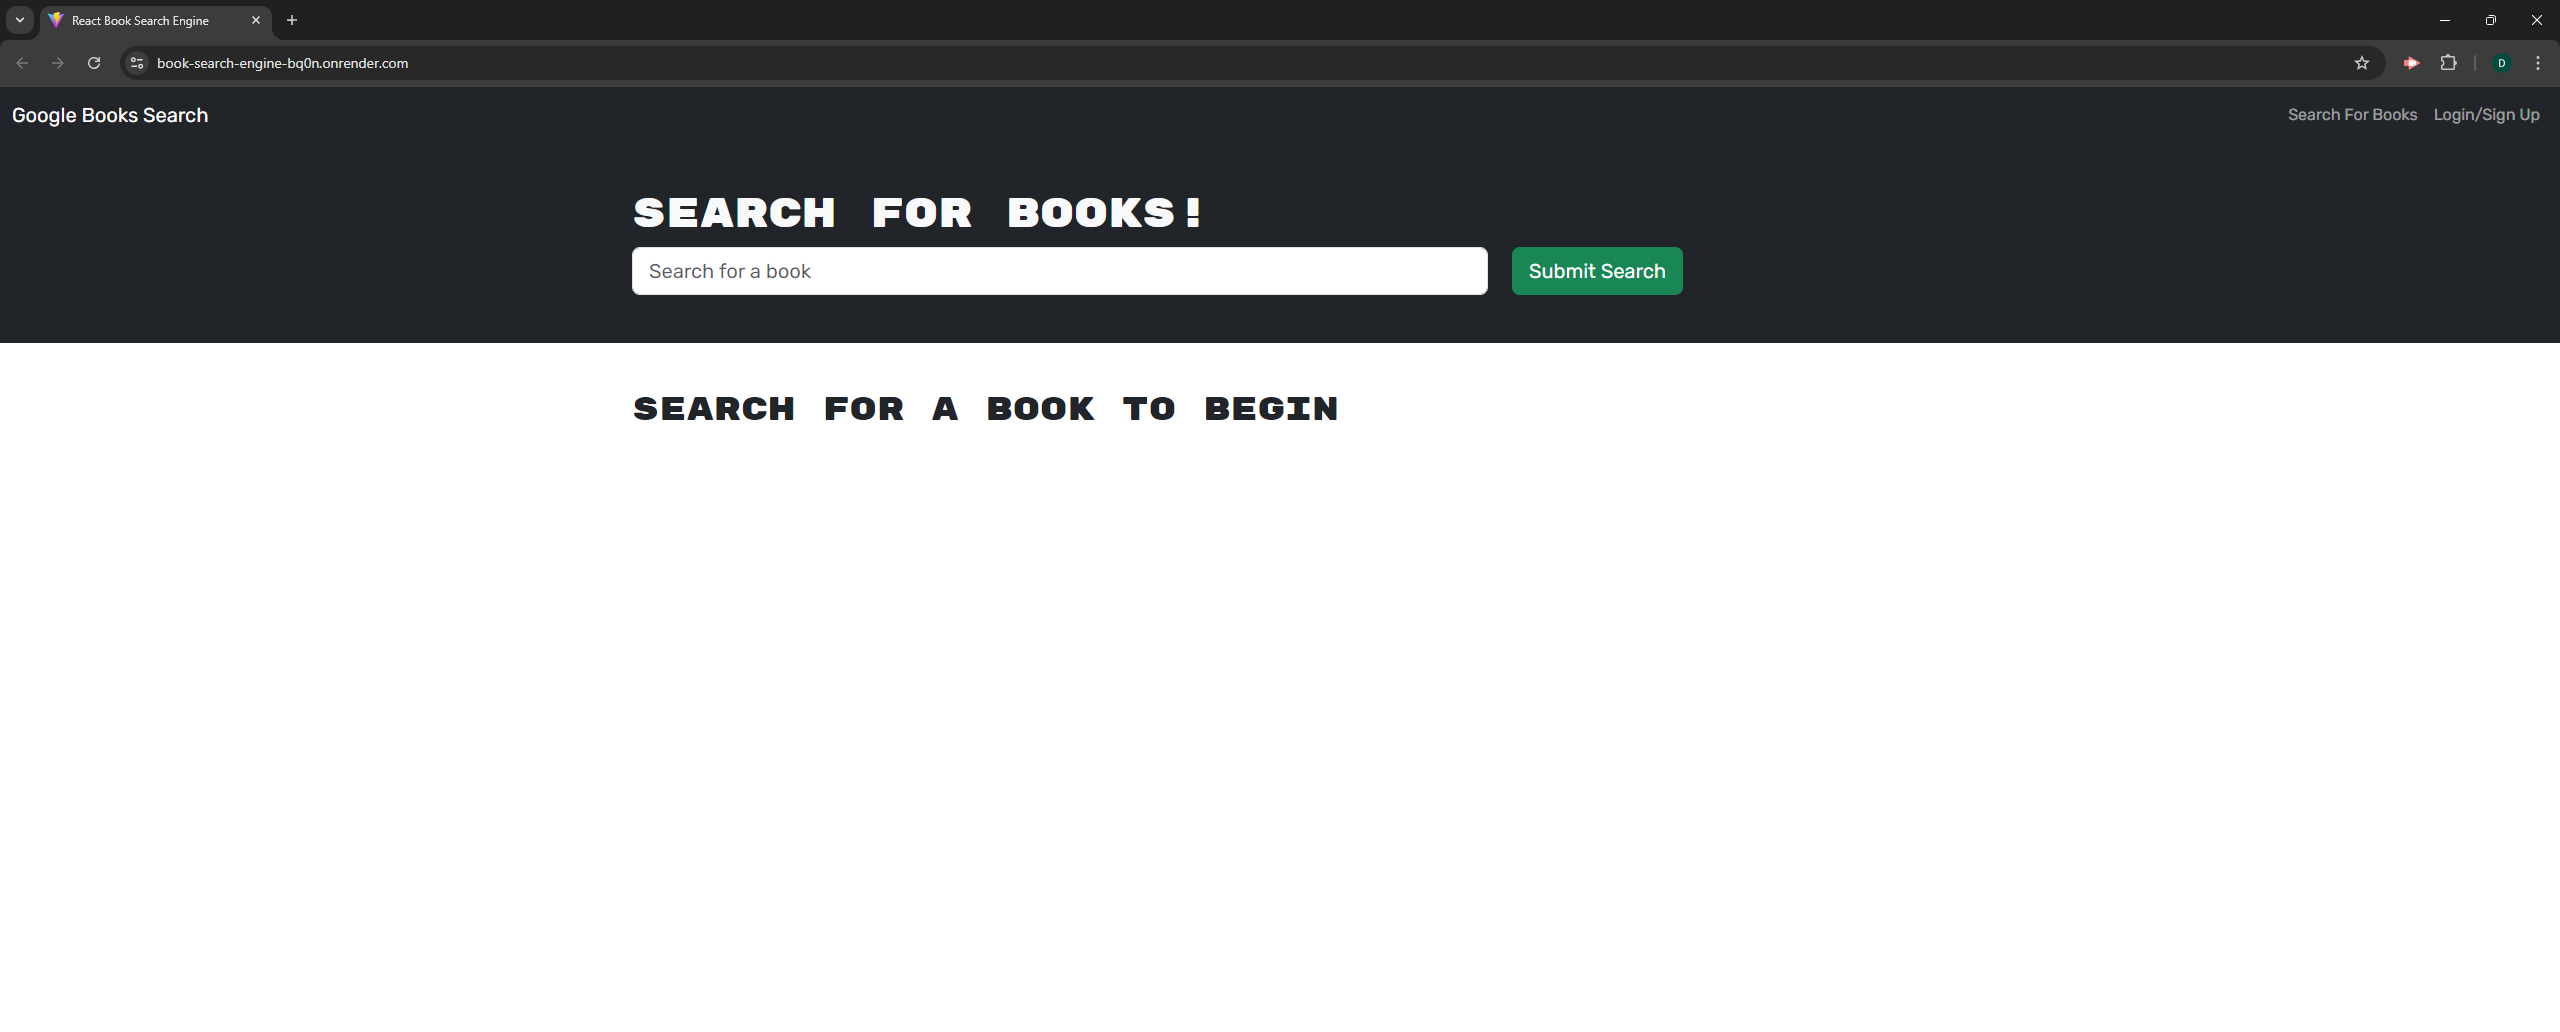 React Book Search Engine
book-search-engine-bq0n.onrender.com
D
Google Books Search
Search For Books
Login/Sign Up
SEARCH FOR BOOKS!
Search for a book
Submit Search
SEARCH FOR A BOOK TO BEGIN